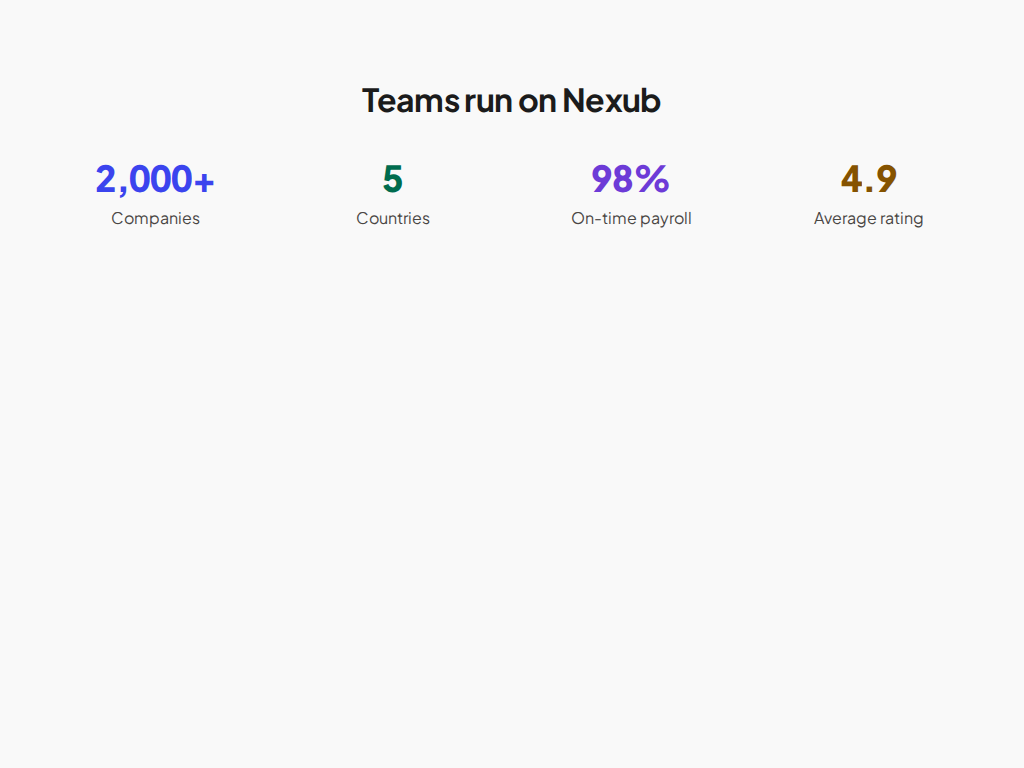 Teams run on Nexub
2,000+
Companies
5
Countries
98%
On-time payroll
4.9
Average rating